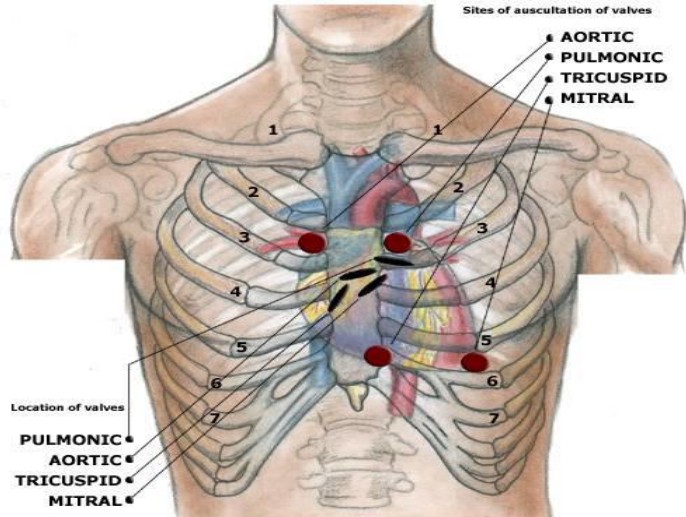 Sites of auscultation of valves
AORTIC
PULMONIC
TRICUSPID
MITRAL
1 1
2 2
3 3
4 4
5 5
6 6
7 7
Location of valves
PULMONIC
AORTIC
TRICUSPID
MITRAL